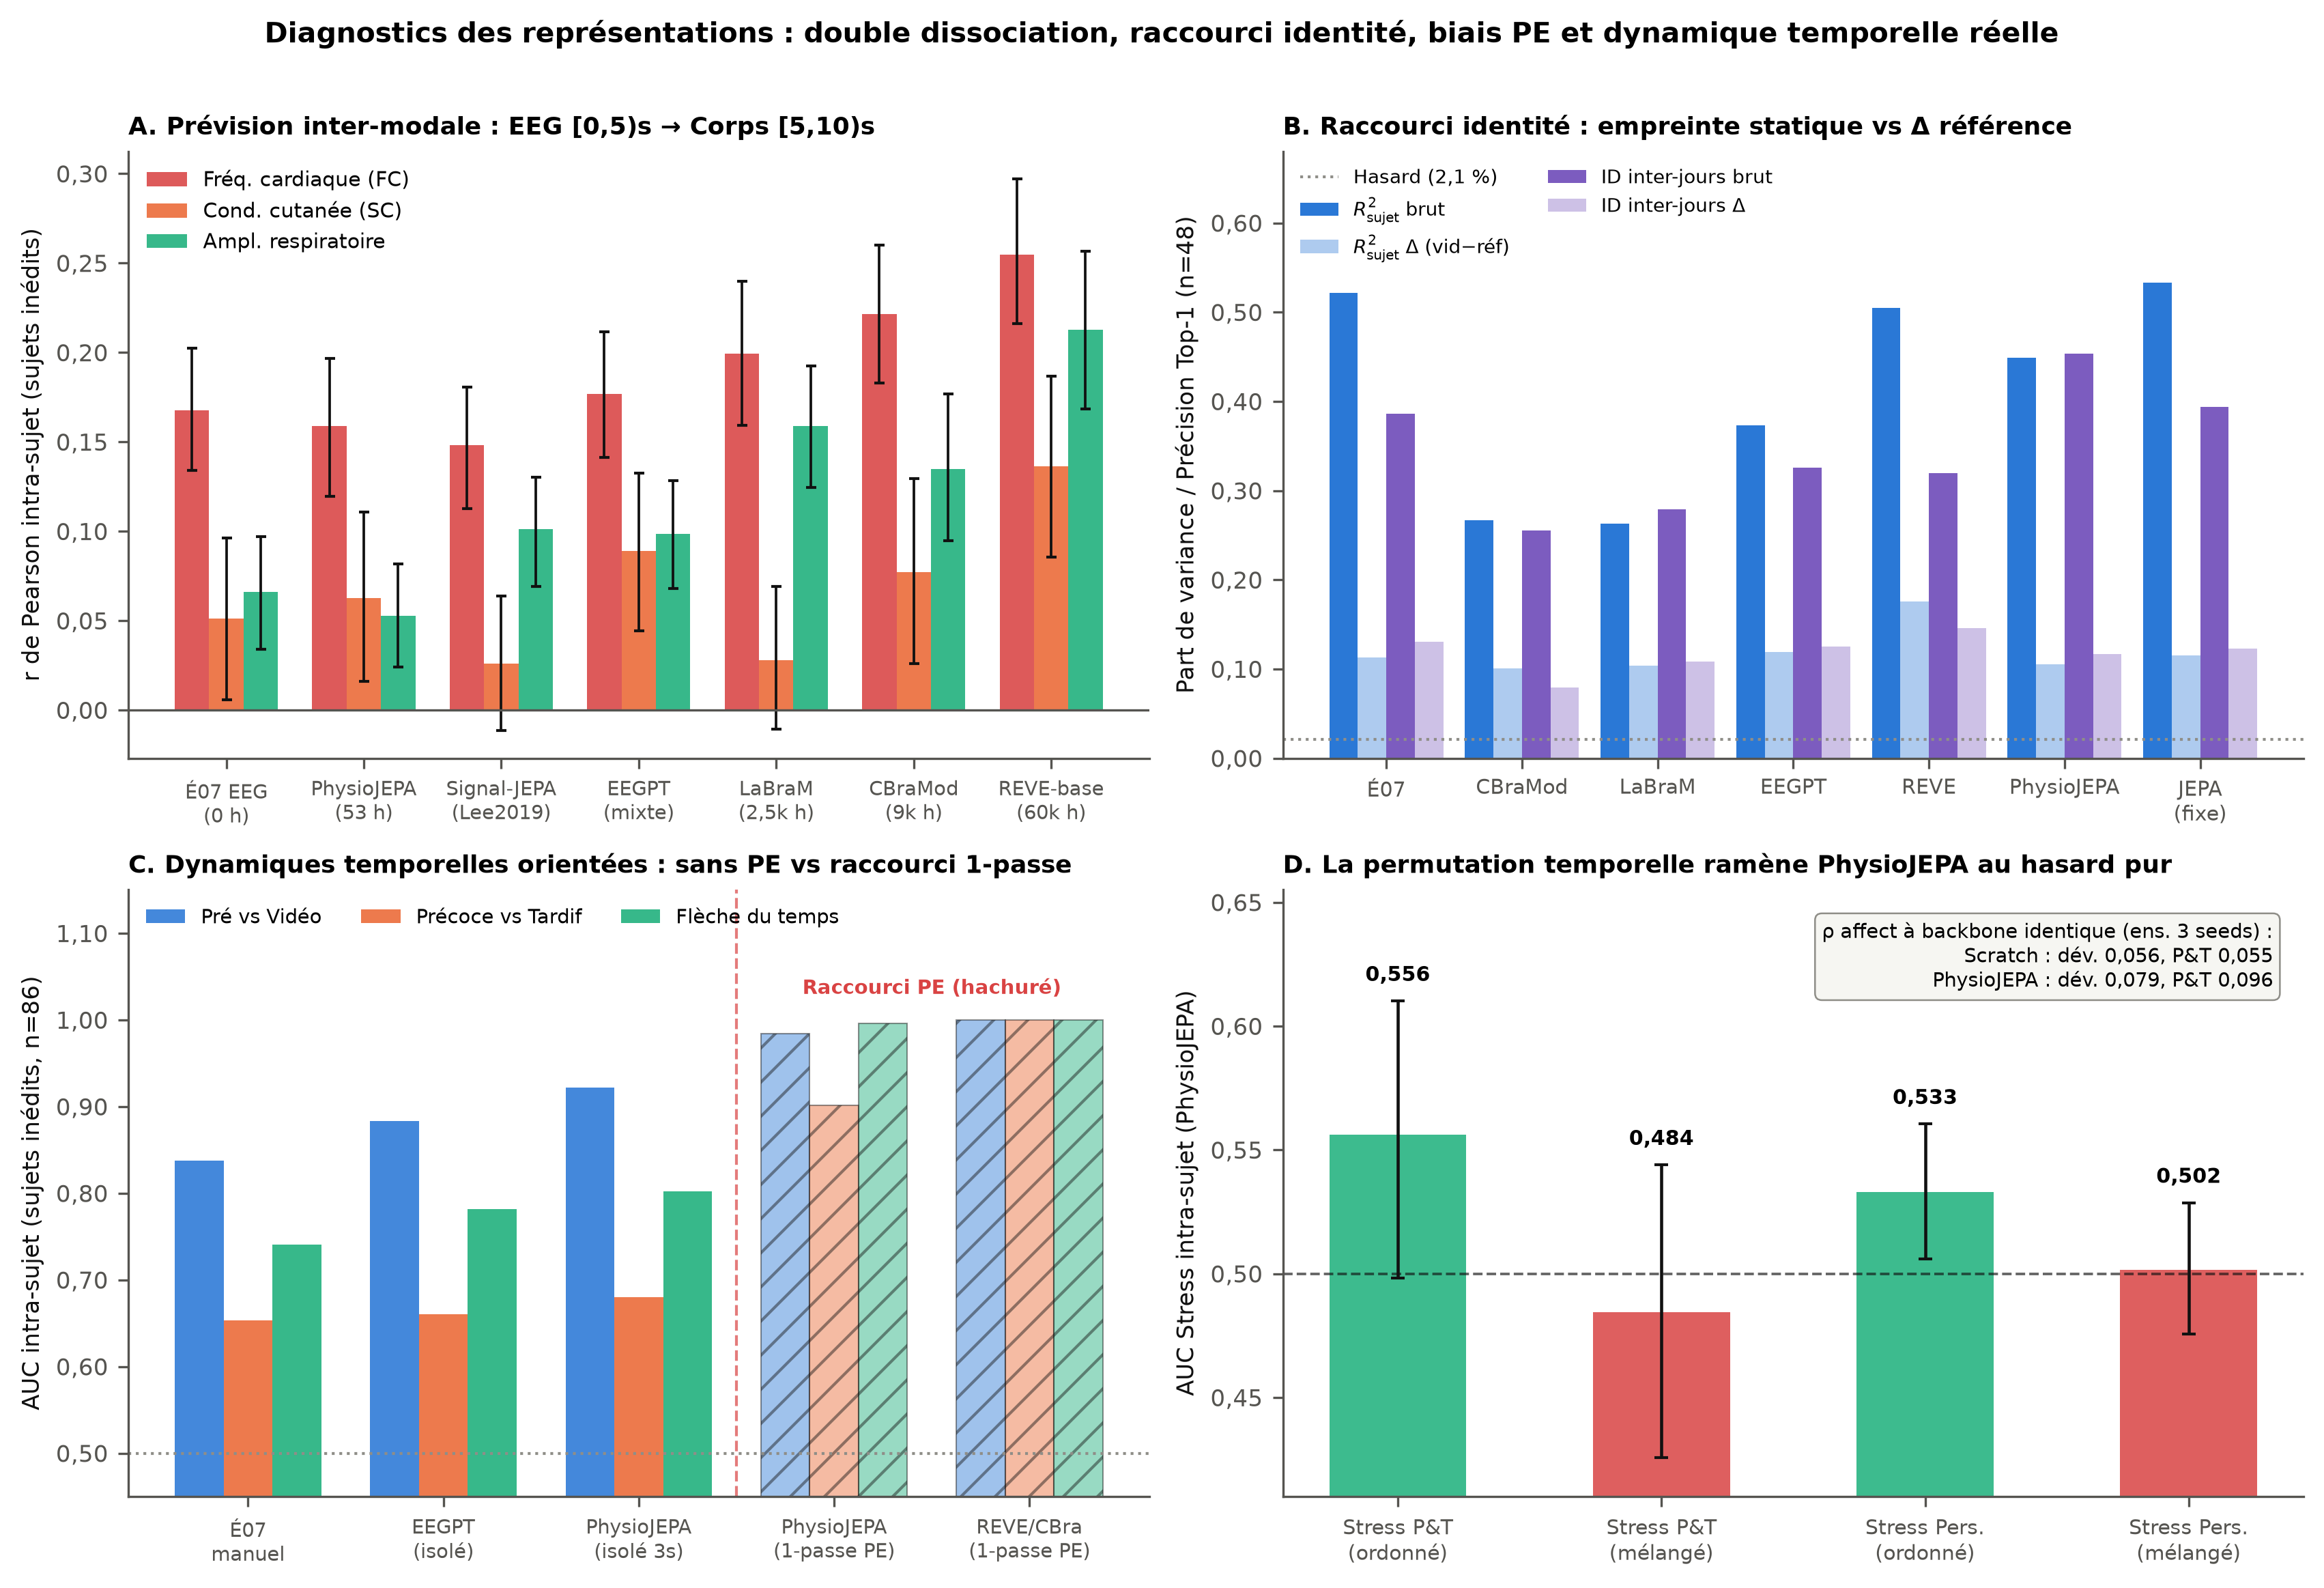 Diagnostics des représentations : double dissociation, raccourci identité, biais PE et dynamique temporelle réelle
A. Prévision inter-modale : EEG [0,5)s → Corps [5,10)s
Fréq. cardiaque (FC)
Cond. cutanée (SC)
Ampl. respiratoire
r de Pearson intra-sujet (sujets inédits)
0,30
0,25
0,20
0,15
0,10
0,05
0,00
É07 EEG
(0 h)
PhysioJEPA
(53 h)
Signal-JEPA
(Lee2019)
EEGPT
(mixte)
LaBraM
(2,5k h)
CBraMod
(9k h)
REVE-base
(60k h)
B. Raccourci identité : empreinte statique vs Δ référence
Hasard (2,1 %)
R²sujet brut
R²sujet Δ (vid−réf)
ID inter-jours brut
ID inter-jours Δ
Part de variance / Précision Top-1 (n=48)
0,60
0,50
0,40
0,30
0,20
0,10
0,00
É07
CBraMod
LaBraM
EEGPT
REVE
PhysioJEPA
JEPA
(fixe)
C. Dynamiques temporelles orientées : sans PE vs raccourci 1-passe
Pré vs Vidéo
Précoce vs Tardif
Flèche du temps
Raccourci PE (hachuré)
AUC intra-sujet (sujets inédits, n=86)
1,10
1,00
0,90
0,80
0,70
0,60
0,50
É07
manuel
EEGPT
(isolé)
PhysioJEPA
(isolé 3s)
PhysioJEPA
(1-passe PE)
REVE/CBra
(1-passe PE)
D. La permutation temporelle ramène PhysioJEPA au hasard pur
ρ affect à backbone identique (ens. 3 seeds) :
Scratch : dév. 0,056, P&T 0,055
PhysioJEPA : dév. 0,079, P&T 0,096
AUC Stress intra-sujet (PhysioJEPA)
0,65
0,60
0,55
0,50
0,45
0,556
0,484
0,533
0,502
Stress P&T
(ordonné)
Stress P&T
(mélangé)
Stress Pers.
(ordonné)
Stress Pers.
(mélangé)